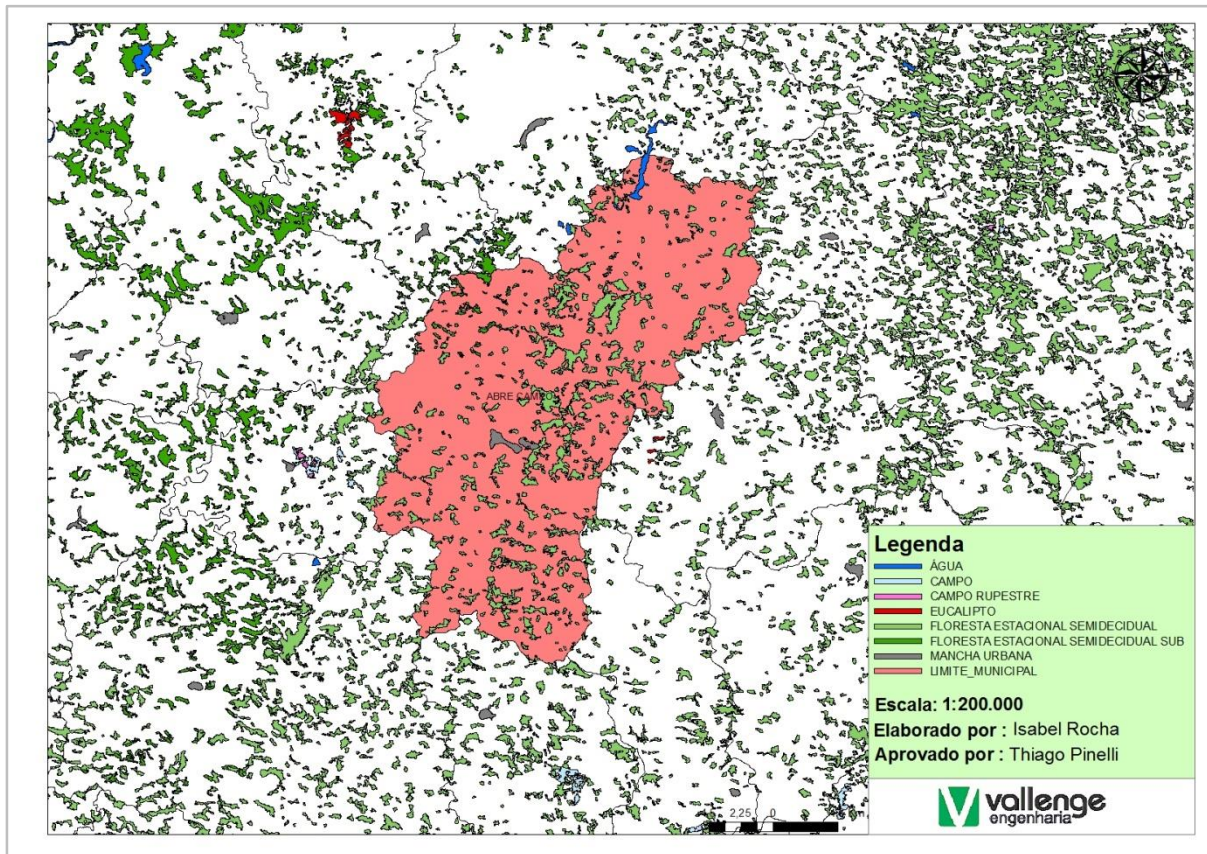 S
ABRE CAMPO
Legenda
ÁGUA
CAMPO
CAMPO RUPESTRE
EUCALIPTO
FLORESTA ESTACIONAL SEMIDECIDUAL
FLORESTA ESTACIONAL SEMIDECIDUAL SUB
MANCHA URBANA
LIMITE_MUNICIPAL
Escala: 1:200.000
Elaborado por : Isabel Rocha
Aprovado por : Thiago Pinelli
2,25 0
vallenge
engenharia